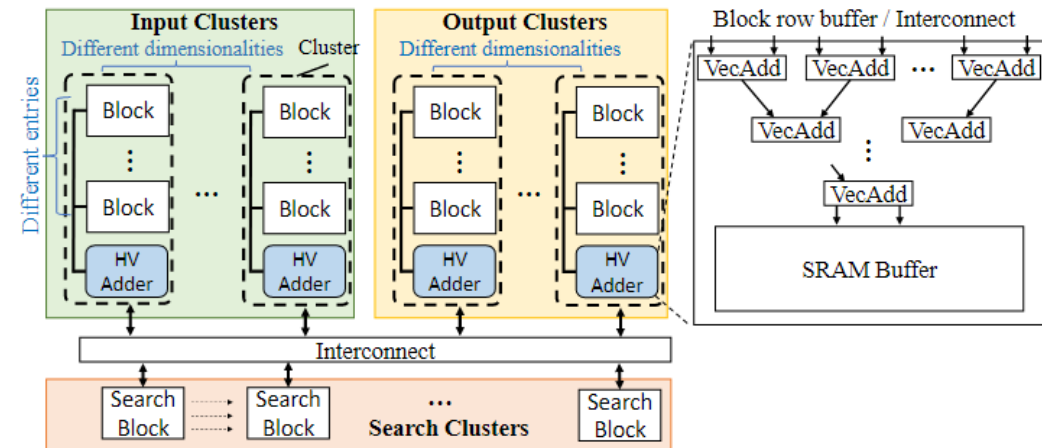 Input Clusters
Different dimensionalities
Cluster
Different entries
Block
⋮
Block
HV
Adder
...
Block
⋮
Block
HV
Adder
Output Clusters
Different dimensionalities
Block
⋮
Block
HV
Adder
...
Block
⋮
Block
HV
Adder
Block row buffer / Interconnect
VecAdd
VecAdd
...
VecAdd
VecAdd
VecAdd
⋮
VecAdd
SRAM Buffer
Interconnect
Search
Block
Search
Block
...
Search
Block
Search Clusters